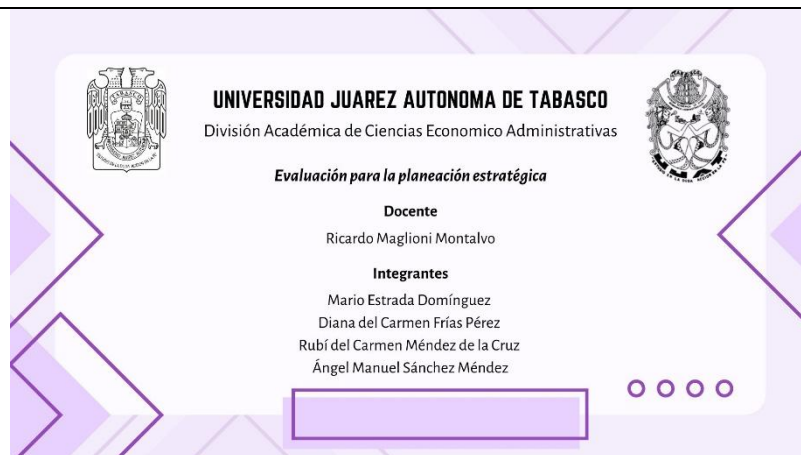 UNIVERSIDAD JUAREZ AUTONOMA DE TABASCO
División Académica de Ciencias Economico Administrativas
Evaluación para la planeación estratégica
Docente
Ricardo Maglioni Montalvo
Integrantes
Mario Estrada Domínguez
Diana del Carmen Frías Pérez
Rubí del Carmen Méndez de la Cruz
Ángel Manuel Sánchez Méndez